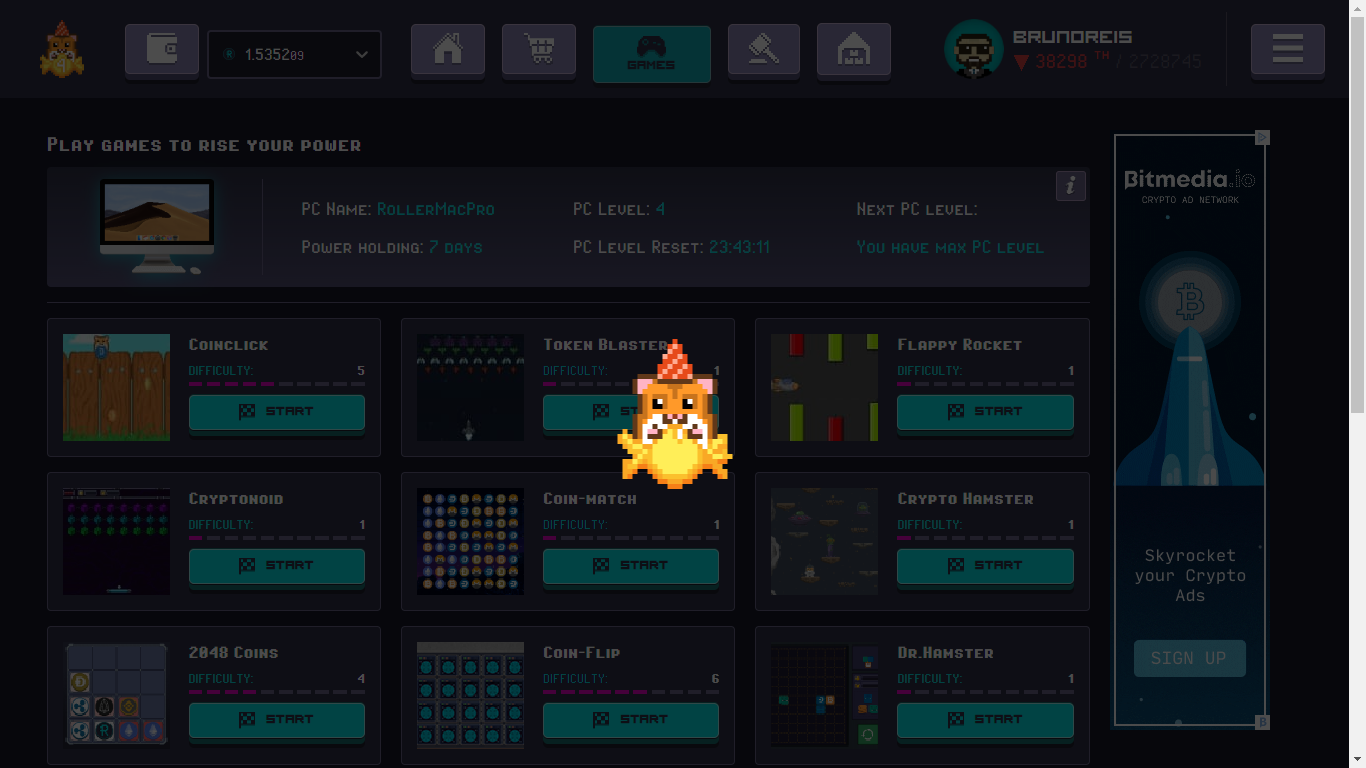 1.535209
GAMES
BRUNOREIS
38298 TH / 2728745
Play games to rise your power
PC Name: RollerMacPro
PC Level: 4
Next PC level:
Power holding: 7 days
PC Level Reset: 23:43:11
You have max PC level
Coinclick
DIFFICULTY: 5
START
Token Blaster
DIFFICULTY: 1
Flappy Rocket
DIFFICULTY: 1
START
Cryptonoid
DIFFICULTY: 1
START
Coin-match
DIFFICULTY: 1
START
Crypto Hamster
DIFFICULTY: 1
START
2048 Coins
DIFFICULTY: 4
START
Coin-Flip
DIFFICULTY: 6
START
Dr.Hamster
DIFFICULTY: 1
START
Bitmedia.io
CRYPTO AD NETWORK
Skyrocket
your Crypto
Ads
SIGN UP